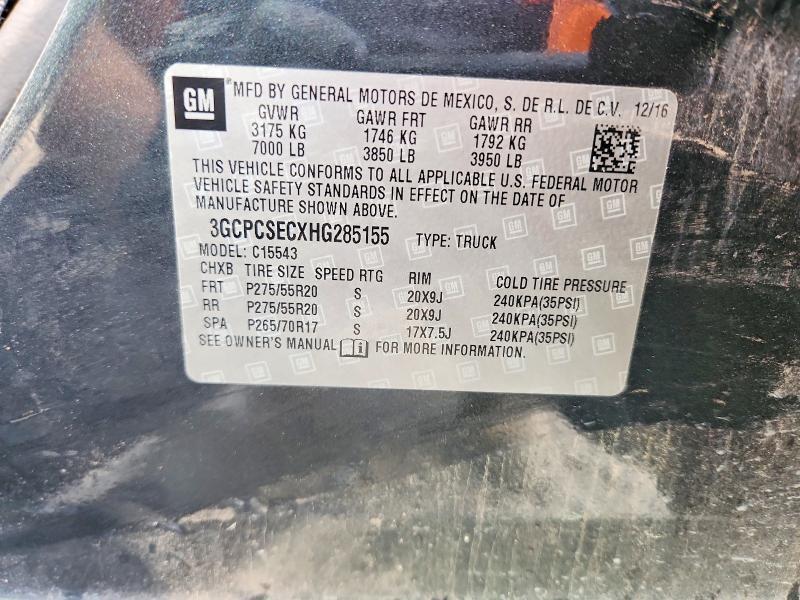 GM
MFD BY GENERAL MOTORS DE MEXICO, S. DE R.L. DE C.V. 12/16
GVWR GAWR FRT GAWR RR
3175 KG 1746 KG 1792 KG
7000 LB 3850 LB 3950 LB
THIS VEHICLE CONFORMS TO ALL APPLICABLE U.S. FEDERAL MOTOR
VEHICLE SAFETY STANDARDS IN EFFECT ON THE DATE OF
MANUFACTURE SHOWN ABOVE.
3GCPCSECXHG285155 TYPE: TRUCK
MODEL: C15543
CHXB TIRE SIZE SPEED RTG RIM COLD TIRE PRESSURE
FRT P275/55R20 S 20X9J 240KPA(35PSI)
RR P275/55R20 S 20X9J 240KPA(35PSI)
SPA P265/70R17 S 17X7.5J 240KPA(35PSI)
SEE OWNER'S MANUAL FOR MORE INFORMATION.